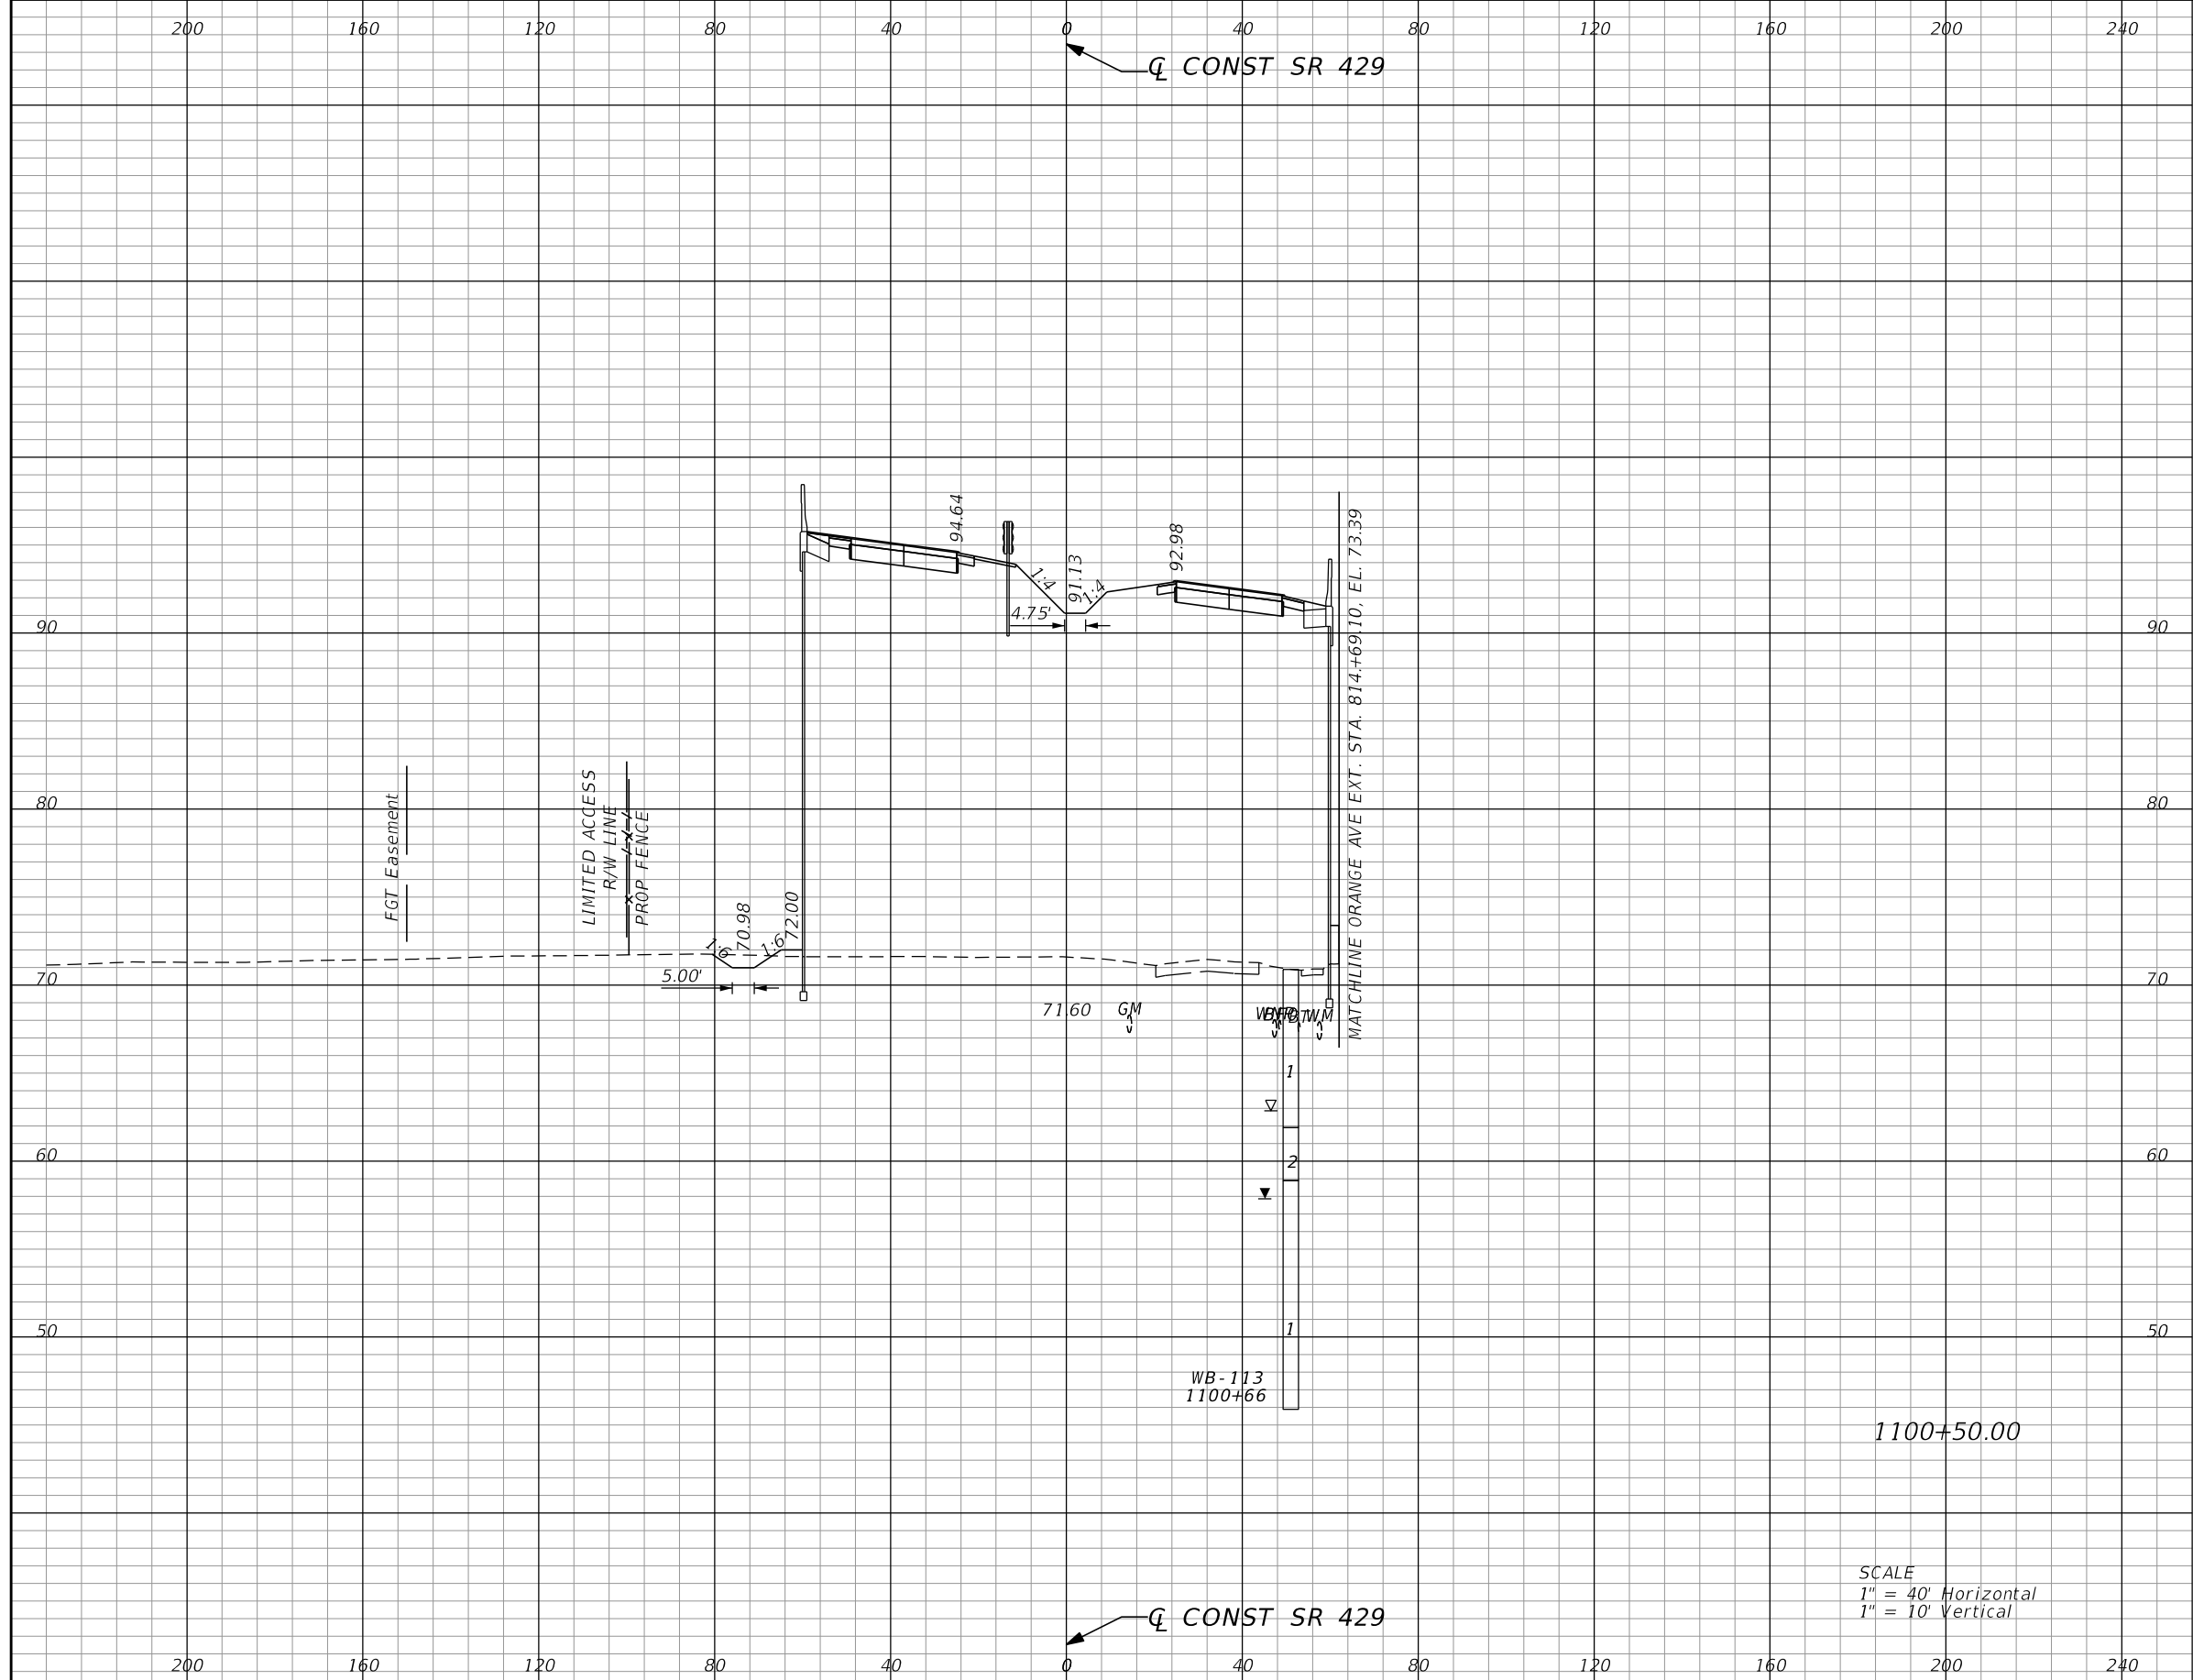 200 160 120 80 40 0 40 80 120 160 200 240
℄ CONST SR 429
94.64
92.98
91.13
1:4
1:4
4.75'
MATCHLINE ORANGE AVE EXT. STA. 814.+69.10, EL. 73.39
90 90
80 80
FGT Easement
LIMITED ACCESS
R/W LINE
PROP FENCE
70.98
72.00
1:6
1:6
5.00'
70 70
71.60
GM
WM
1
60 60
2
50 50
1
WB-113
1100+66
1100+50.00
SCALE
1" = 40' Horizontal
1" = 10' Vertical
℄ CONST SR 429
200 160 120 80 40 0 40 80 120 160 200 240